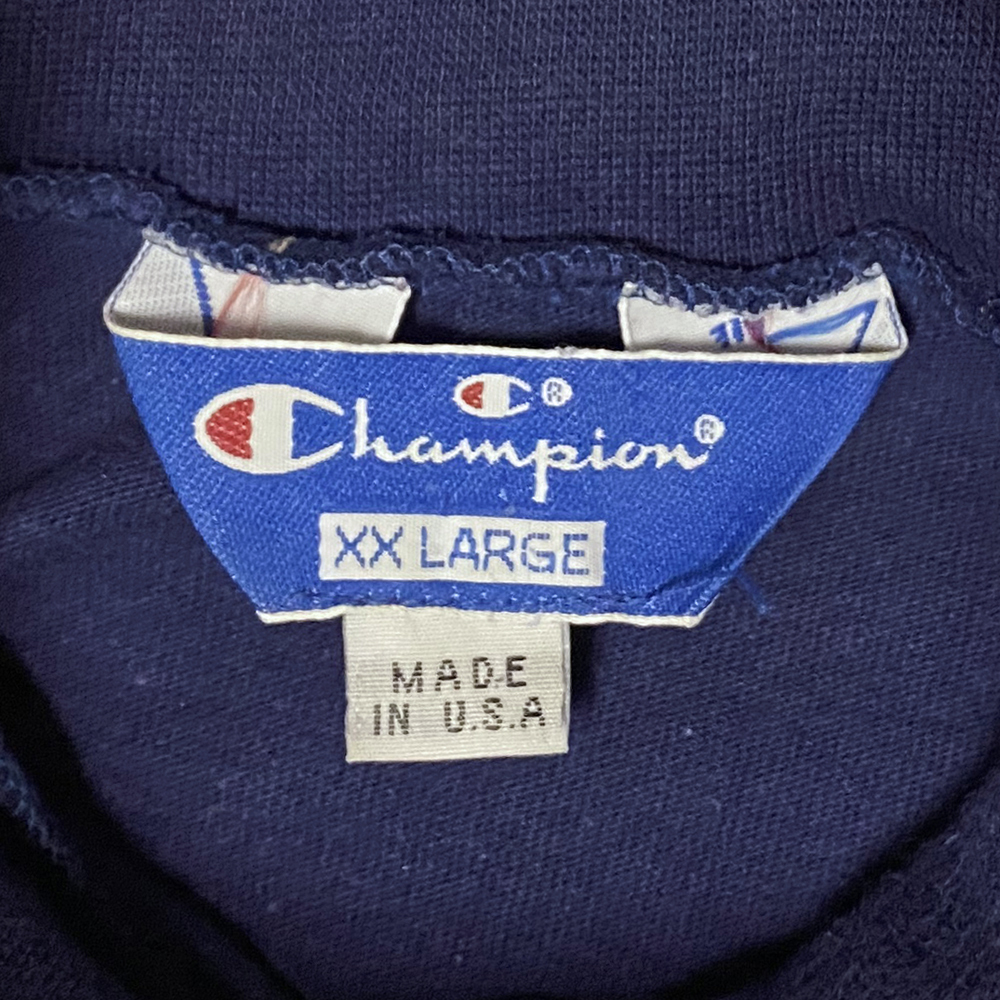 C®
Champion®
XX LARGE
MADE
IN U.S.A